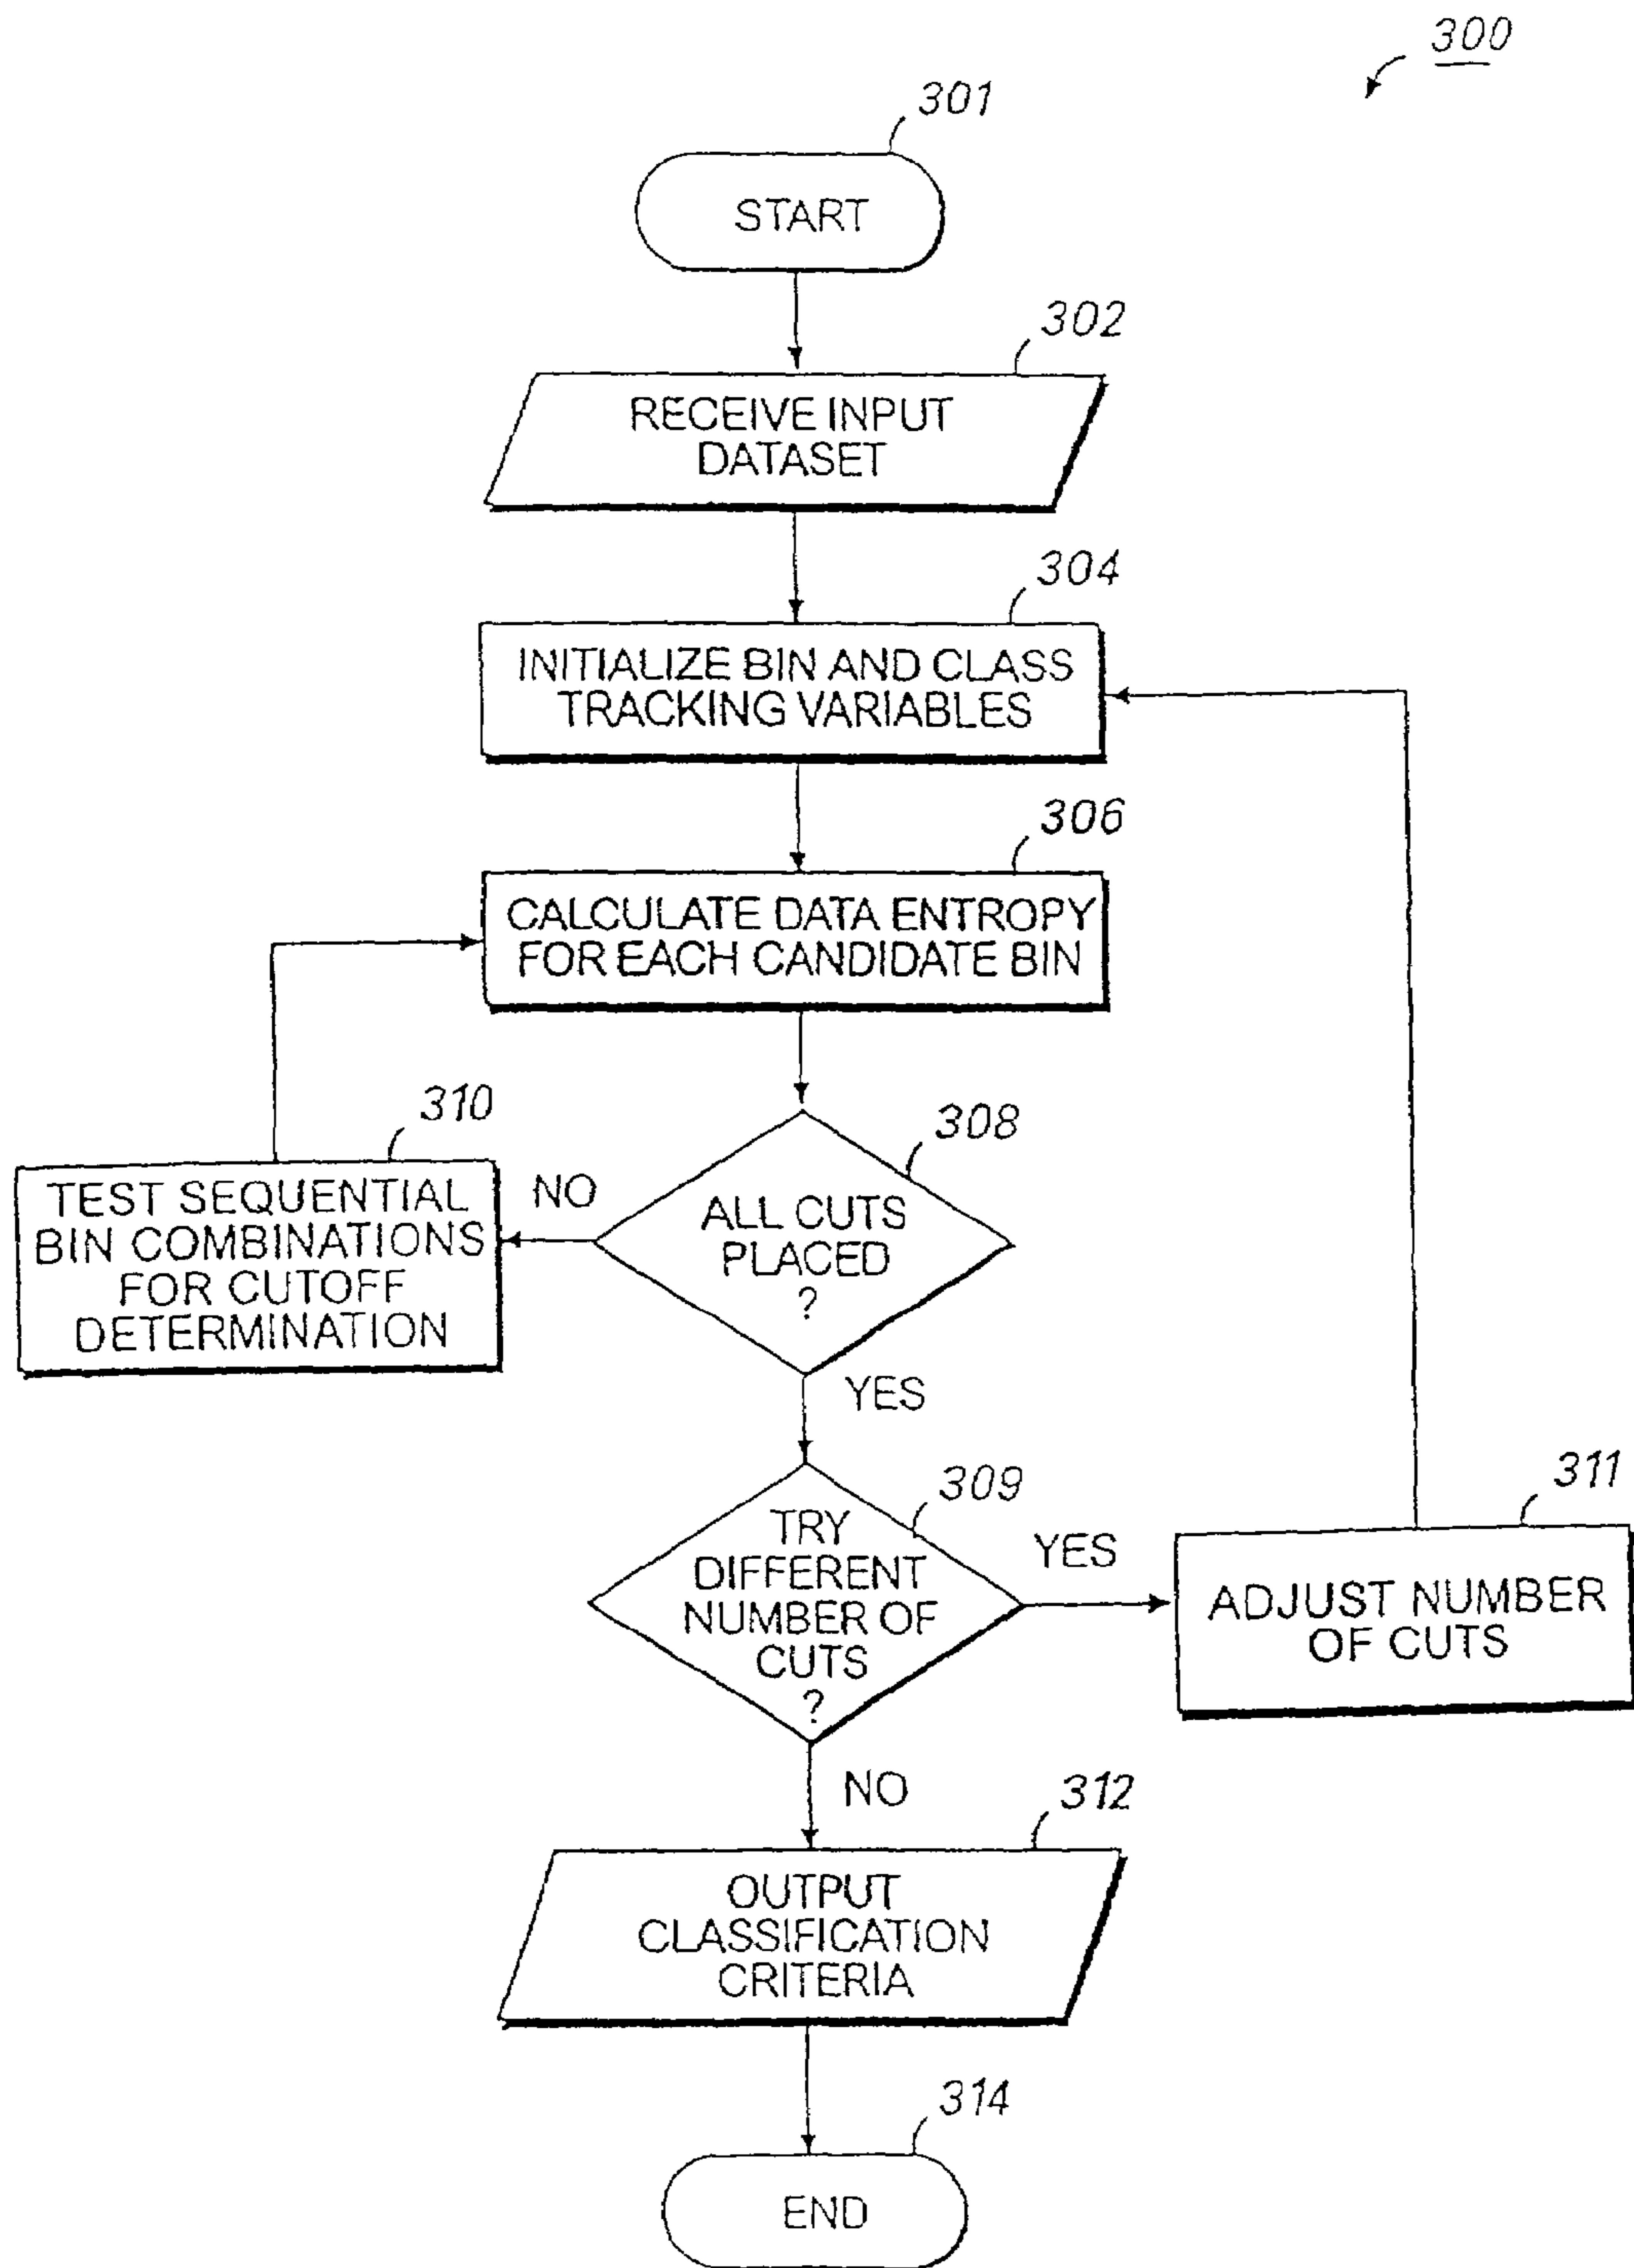 300
301
START
302
RECEIVE INPUT
DATASET
304
INITIALIZE BIN AND CLASS
TRACKING VARIABLES
306
CALCULATE DATA ENTROPY
FOR EACH CANDIDATE BIN
310
TEST SEQUENTIAL
BIN COMBINATIONS
FOR CUTOFF
DETERMINATION
NO
308
ALL CUTS
PLACED
?
YES
309
TRY
DIFFERENT
NUMBER OF
CUTS
?
YES
311
ADJUST NUMBER
OF CUTS
NO
312
OUTPUT
CLASSIFICATION
CRITERIA
314
END